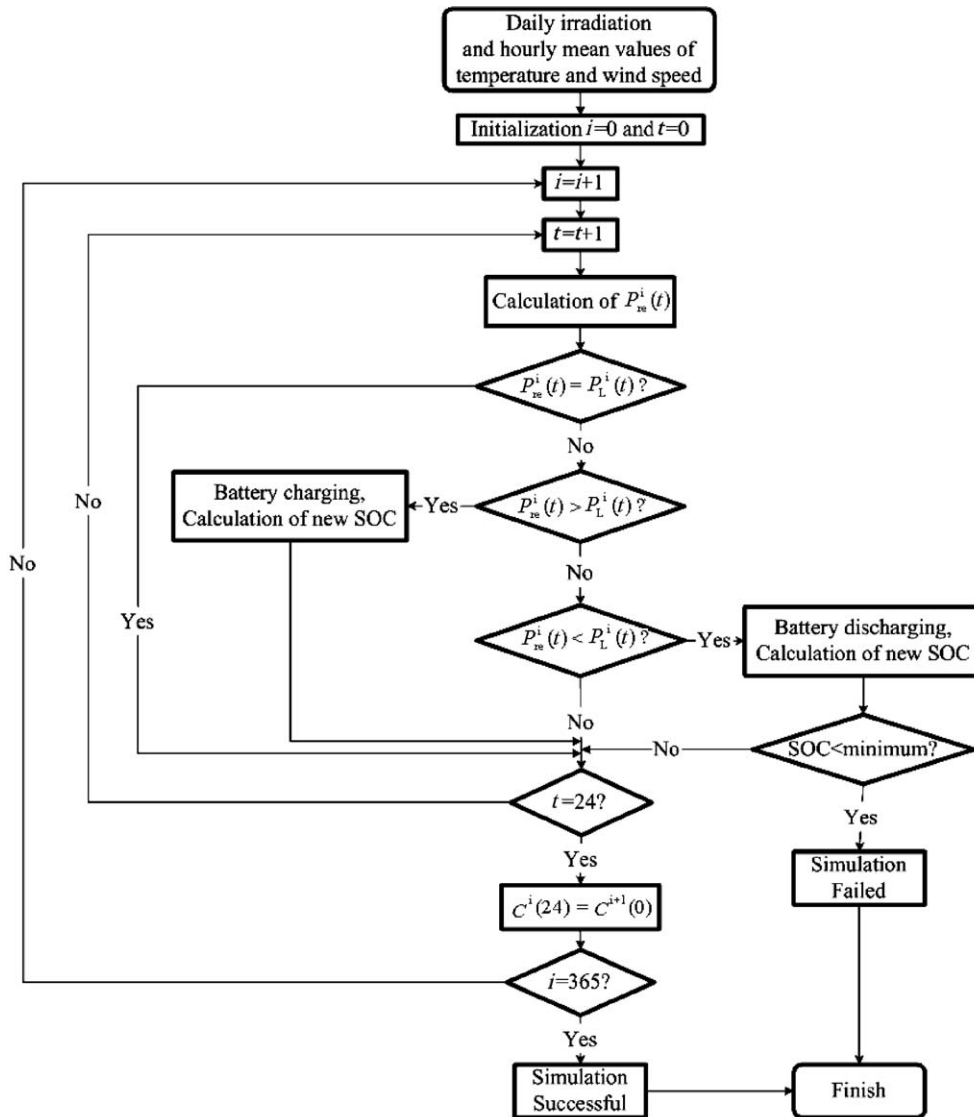 Daily irradiation
and hourly mean values of
temperature and wind speed
Initialization i=0 and t=0
i=i+1
t=t+1
Calculation of P_re^i(t)
P_re^i(t) = P_L^i(t) ?
No
Battery charging,
Calculation of new SOC
Yes
P_re^i(t) > P_L^i(t) ?
No
No
No
Yes
P_re^i(t) < P_L^i(t) ?
Yes
Battery discharging,
Calculation of new SOC
No
No
SOC<minimum?
t=24?
Yes
Yes
Simulation
Failed
C^i(24) = C^{i+1}(0)
i=365?
Yes
Simulation
Successful
Finish